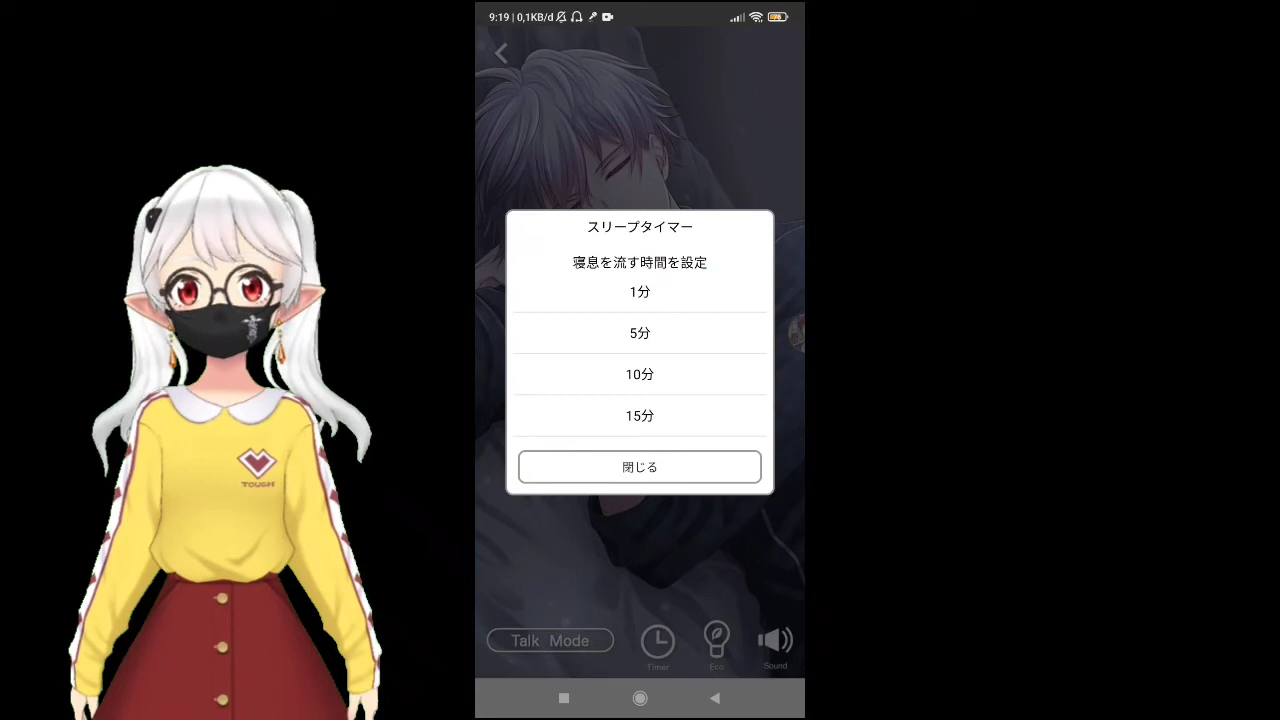 9:19 | 0,1KB/d
76
スリープタイマー
寝息を流す時間を設定
1分
5分
10分
15分
閉じる
TOUGH
Talk Mode
Timer
Eco
Sound